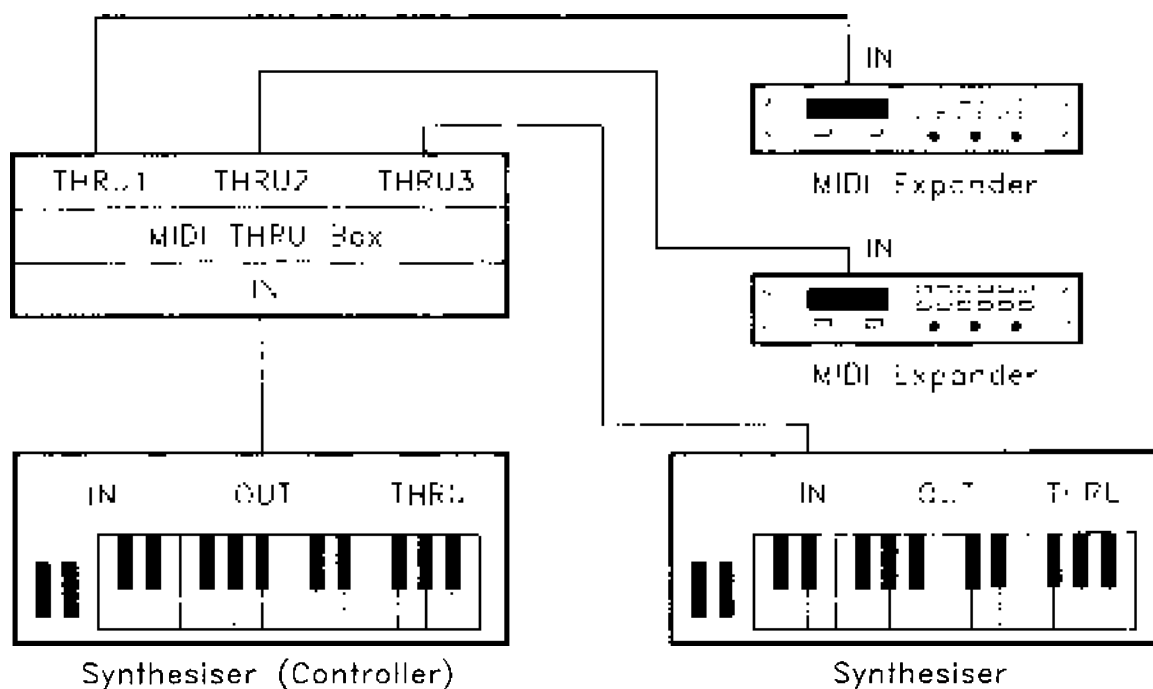 IN
MIDI Expander
THRU1 THRU2 THRU3
MIDI THRU Box
IN
IN
MIDI Expander
IN OUT THRU
IN OUT THRU
Synthesiser (Controller)
Synthesiser